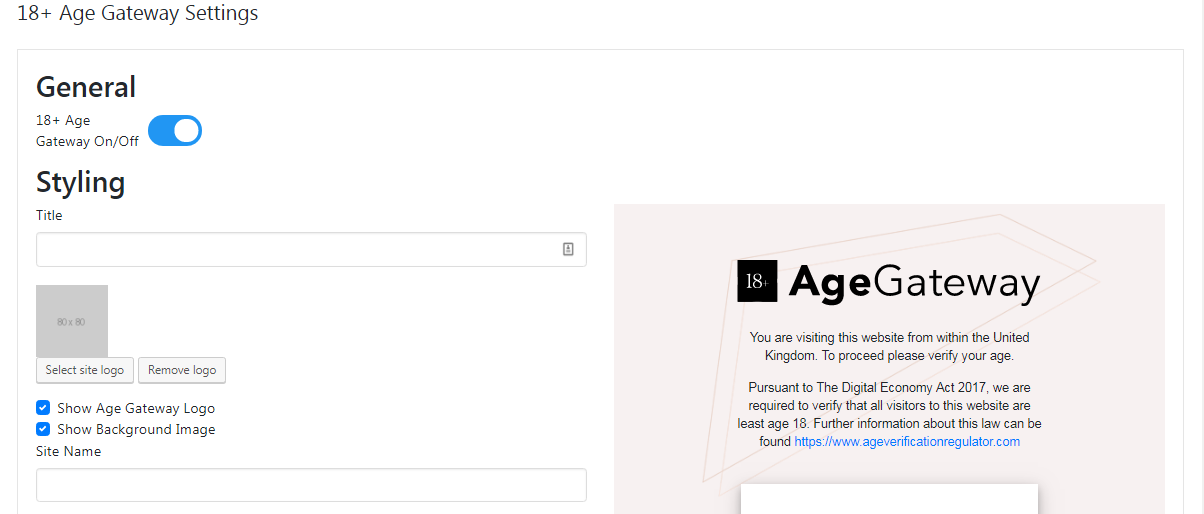 18+ Age Gateway Settings
General
18+ Age
Gateway On/Off
Styling
Title
80 x 80
Select site logo
Remove logo
Show Age Gateway Logo
Show Background Image
Site Name
18+
AgeGateway
You are visiting this website from within the United
Kingdom. To proceed please verify your age.
Pursuant to The Digital Economy Act 2017, we are
required to verify that all visitors to this website are
least age 18. Further information about this law can be
found https://www.ageverificationregulator.com